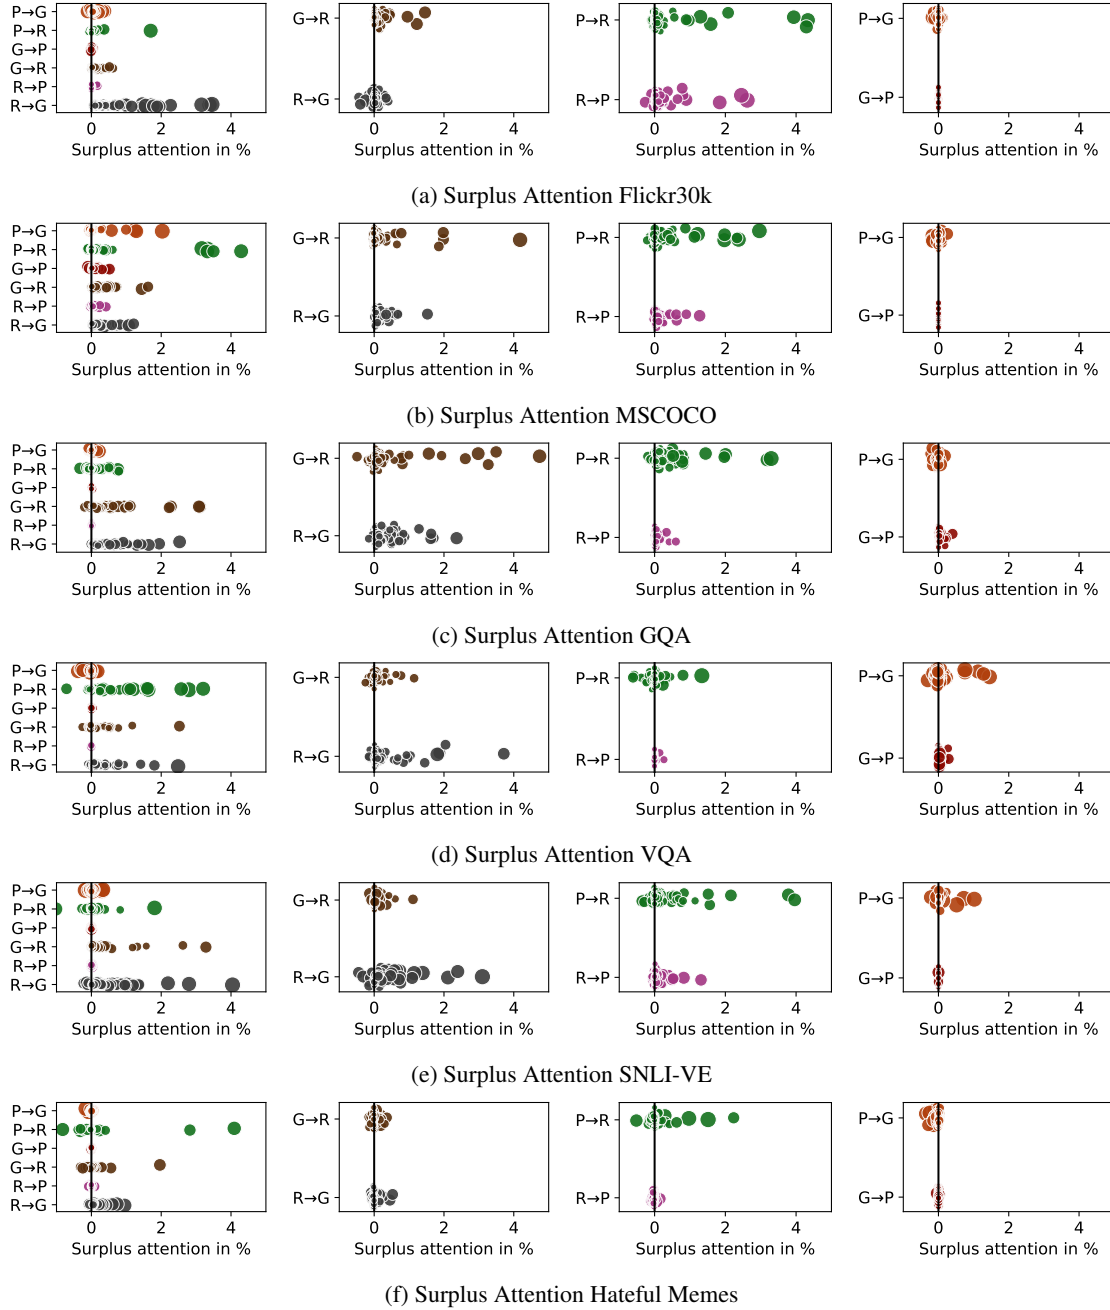 P→G
P→R
G→P
G→R
R→P
R→G
0 2 4
Surplus attention in %
G→R
R→G
0 2 4
Surplus attention in %
P→R
R→P
0 2 4
Surplus attention in %
P→G
G→P
0 2 4
Surplus attention in %
(a) Surplus Attention Flickr30k
P→G
P→R
G→P
G→R
R→P
R→G
0 2 4
Surplus attention in %
G→R
R→G
0 2 4
Surplus attention in %
P→R
R→P
0 2 4
Surplus attention in %
P→G
G→P
0 2 4
Surplus attention in %
(b) Surplus Attention MSCOCO
P→G
P→R
G→P
G→R
R→P
R→G
0 2 4
Surplus attention in %
G→R
R→G
0 2 4
Surplus attention in %
P→R
R→P
0 2 4
Surplus attention in %
P→G
G→P
0 2 4
Surplus attention in %
(c) Surplus Attention GQA
P→G
P→R
G→P
G→R
R→P
R→G
0 2 4
Surplus attention in %
G→R
R→G
0 2 4
Surplus attention in %
P→R
R→P
0 2 4
Surplus attention in %
P→G
G→P
0 2 4
Surplus attention in %
(d) Surplus Attention VQA
P→G
P→R
G→P
G→R
R→P
R→G
0 2 4
Surplus attention in %
G→R
R→G
0 2 4
Surplus attention in %
P→R
R→P
0 2 4
Surplus attention in %
P→G
G→P
0 2 4
Surplus attention in %
(e) Surplus Attention SNLI-VE
P→G
P→R
G→P
G→R
R→P
R→G
0 2 4
Surplus attention in %
G→R
R→G
0 2 4
Surplus attention in %
P→R
R→P
0 2 4
Surplus attention in %
P→G
G→P
0 2 4
Surplus attention in %
(f) Surplus Attention Hateful Memes